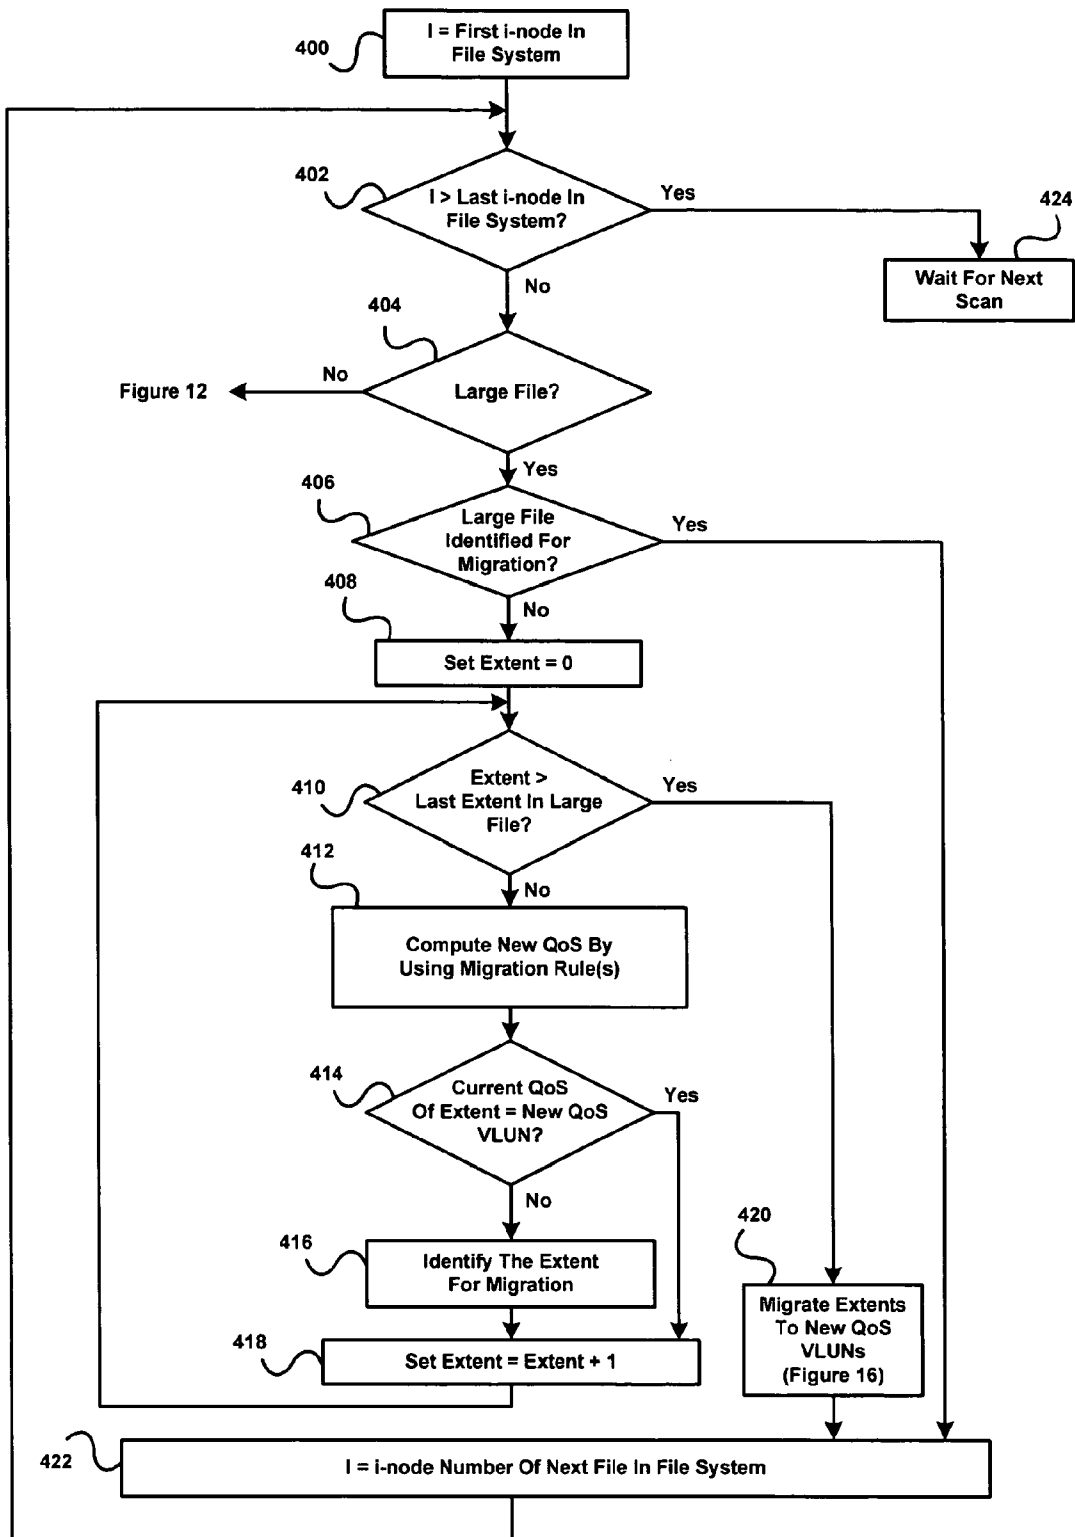 400
I = First i-node In
File System
402
I > Last i-node In
File System?
Yes
424
Wait For Next
Scan
No
404
Large File?
No
Figure 12
Yes
406
Large File
Identified For
Migration?
Yes
No
408
Set Extent = 0
410
Extent >
Last Extent In Large
File?
Yes
No
412
Compute New QoS By
Using Migration Rule(s)
414
Current QoS
Of Extent = New QoS
VLUN?
Yes
No
416
Identify The Extent
For Migration
418
Set Extent = Extent + 1
420
Migrate Extents
To New QoS
VLUNs
(Figure 16)
422
I = i-node Number Of Next File In File System